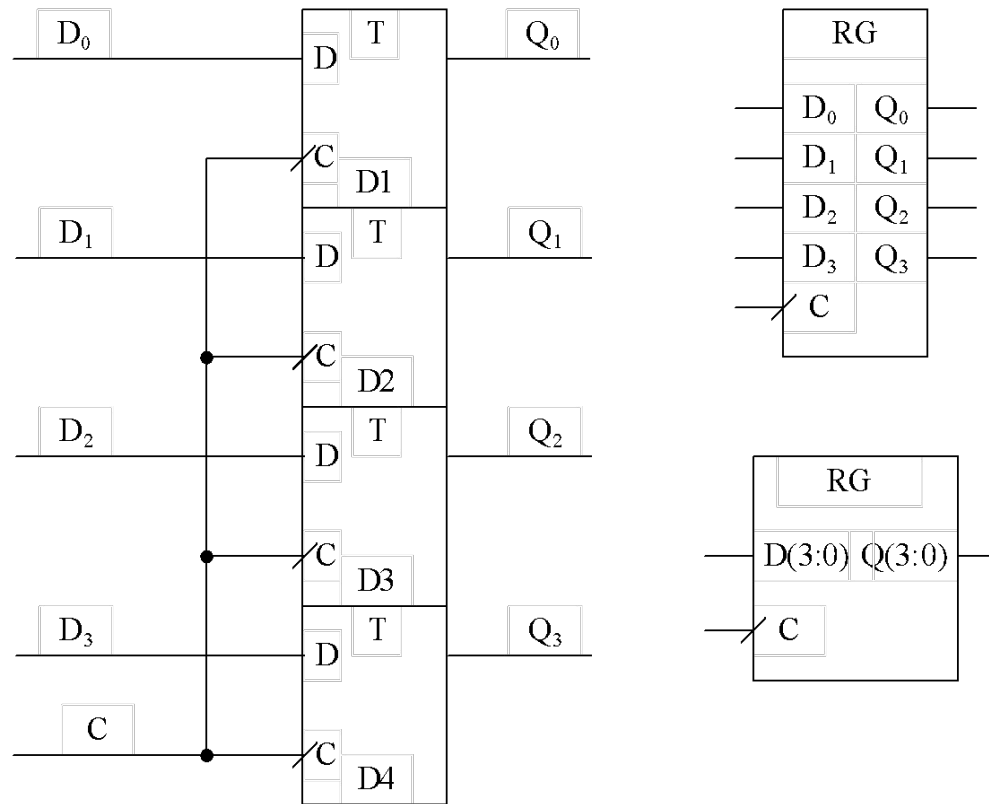 D₀ T Q₀
D
C
D1
D₁ T Q₁
D
C
D2
D₂ T Q₂
D
C
D3
D₃ T Q₃
D
C
C
D4
RG
D₀ Q₀
D₁ Q₁
D₂ Q₂
D₃ Q₃
C
RG
D(3:0) Q(3:0)
C